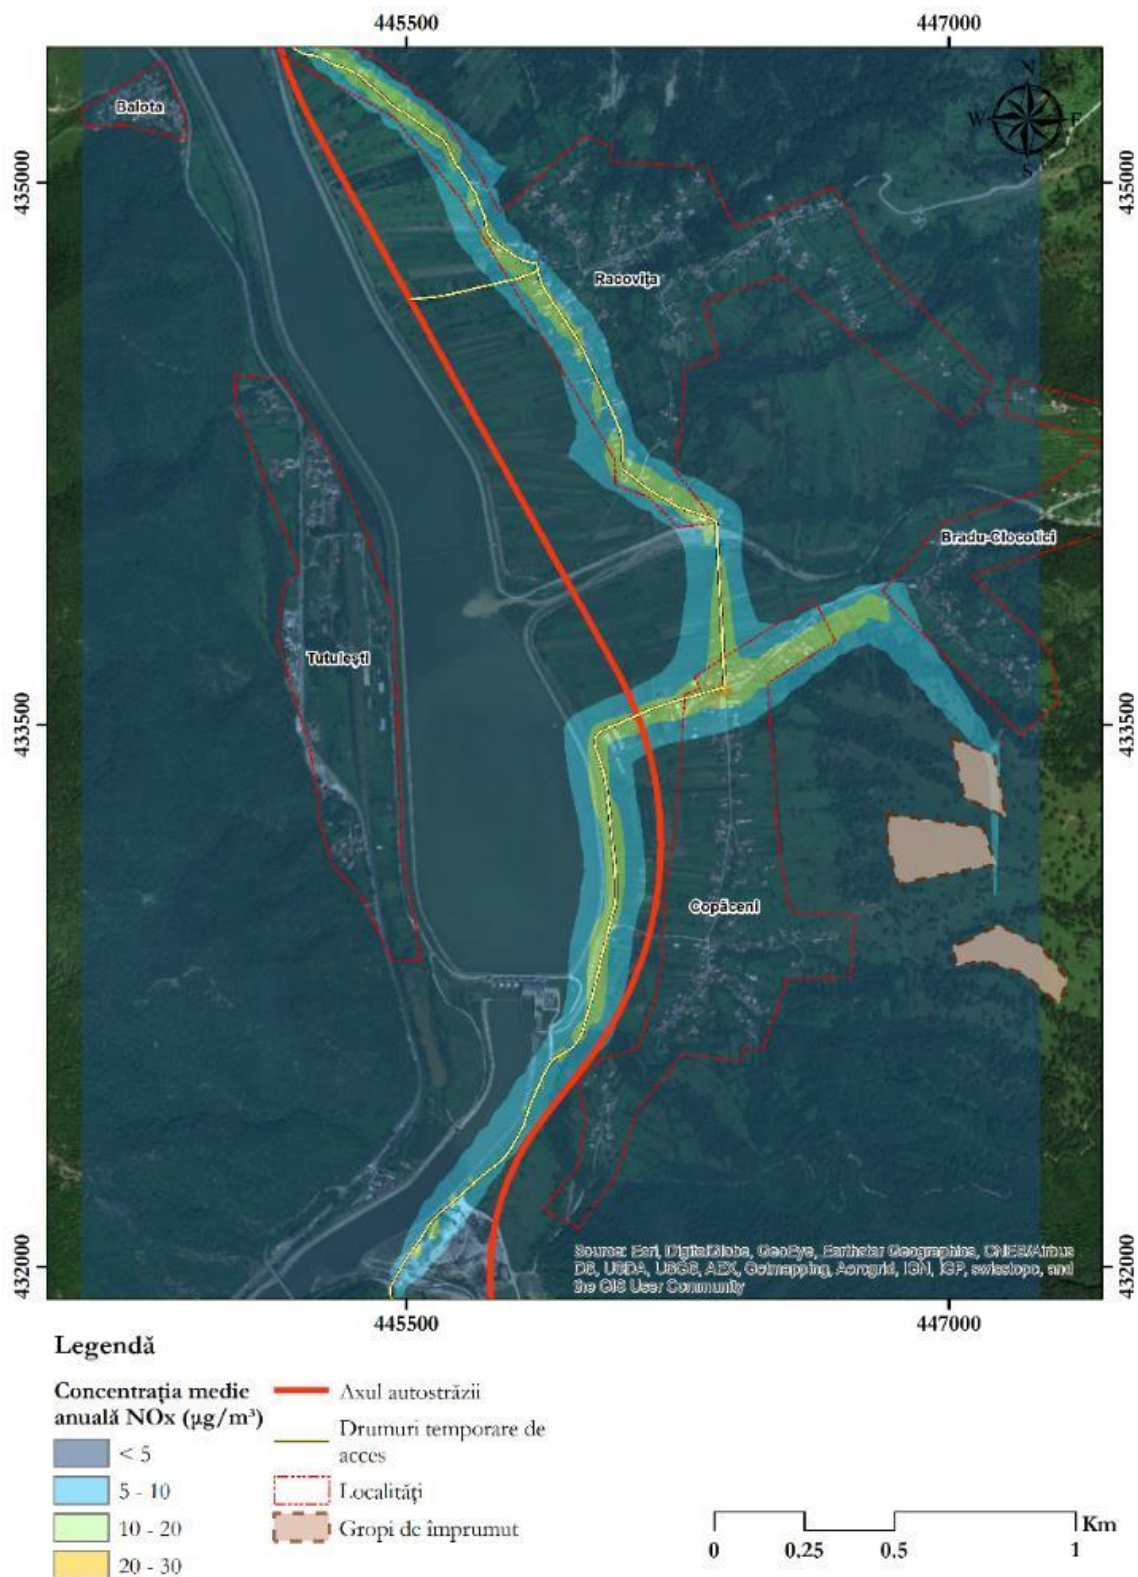 445500 447000
N
W E
S
Balota
435000 435000
Racovița
Bradu-Clocotici
Tutulești
433500 433500
Copăceni
432000 432000
Source: Esri, DigitalGlobe, GeoEye, Earthstar Geographics, CNES/Airbus
DS, USDA, USGS, AEX, Getmapping, Aerogrid, IGN, IGP, swisstopo, and
the GIS User Community
445500 447000
Legendă
Concentrația medie
anuală NOx (µg/m³)
< 5
5 - 10
10 - 20
20 - 30
Axul autostrăzii
Drumuri temporare de
acces
Localități
Gropi de împrumut
Km
0 0.25 0.5 1